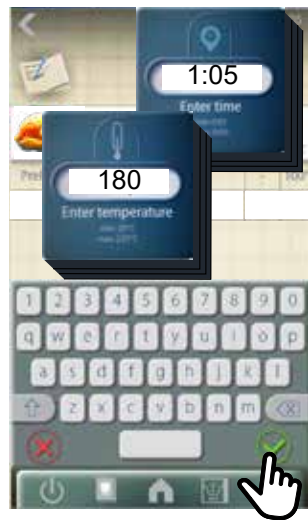 1:05
Enter time
180
Enter temperature
1 2 3 4 5 6 7 8 9 0
q w e r t y u i o p
a s d f g h j k l
z x c v b n m